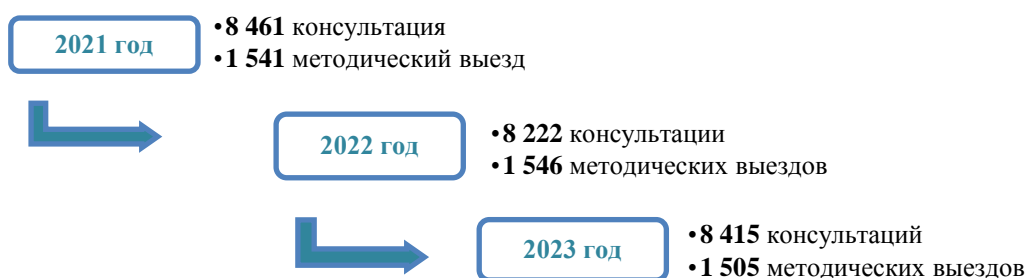 2021 год
•8 461 консультация
•1 541 методический выезд
2022 год
•8 222 консультации
•1 546 методических выездов
2023 год
•8 415 консультаций
•1 505 методических выездов